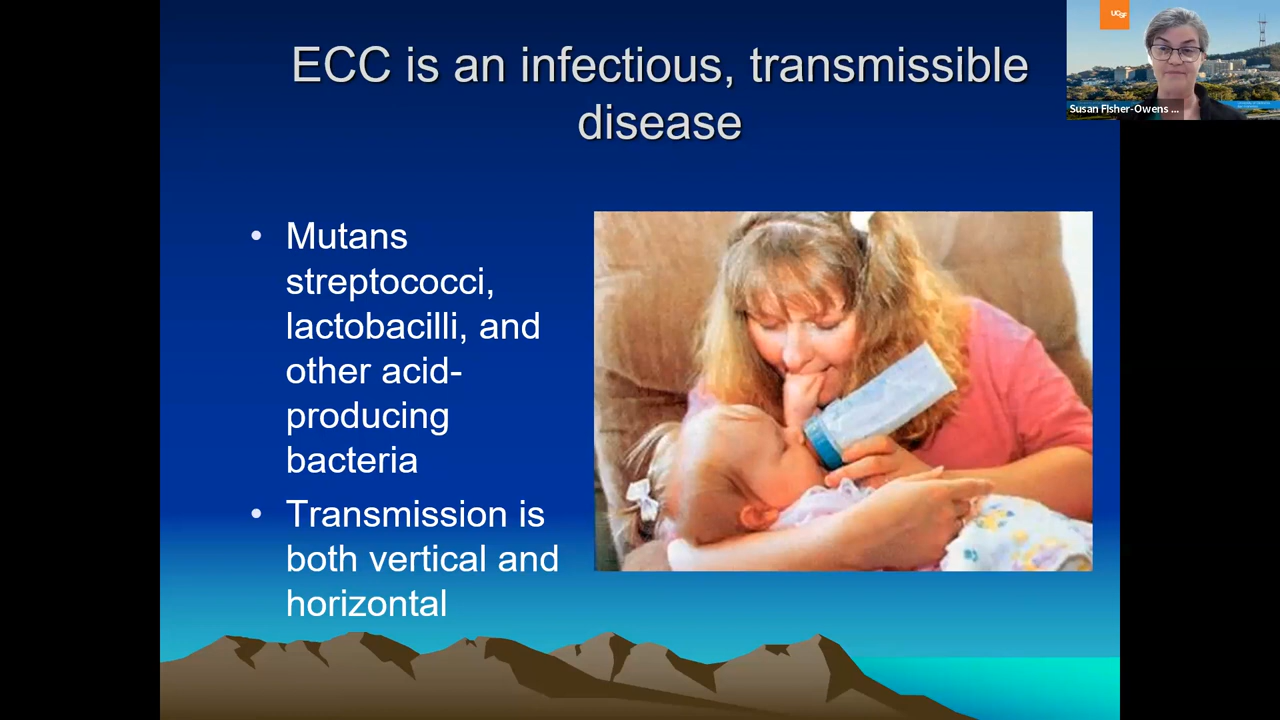 ECC is an infectious, transmissible
disease
• Mutans
streptococci,
lactobacilli, and
other acid-
producing
bacteria
• Transmission is
both vertical and
horizontal
UCSF
Susan Fisher-Owens ...